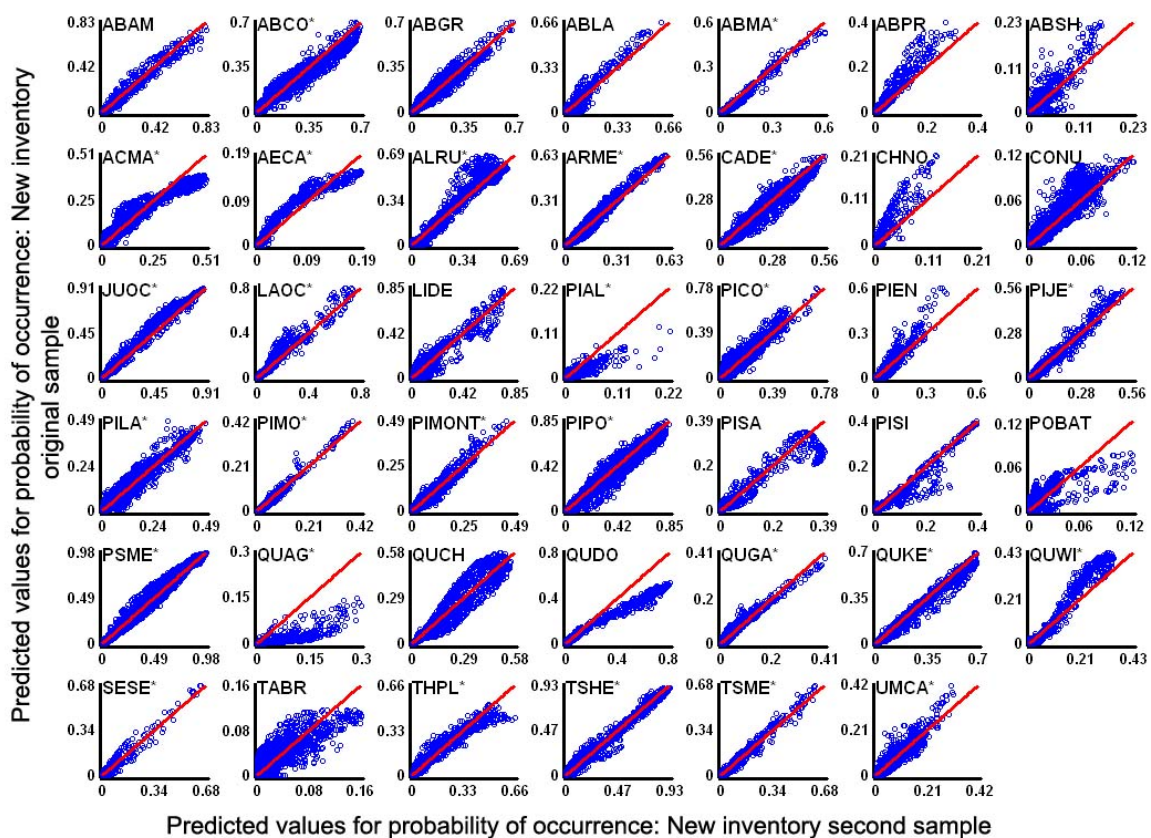 Predicted values for probability of occurrence: New inventory
original sample
0.83 ABAM
0.42
0
0.42 0.83
0.7 ABCO*
0.35
0
0 0.35 0.7
0.7 ABGR
0.35
0
0 0.35 0.7
0.66 ABLA
0.33
0
0 0.33 0.66
0.6 ABMA*
0.3
0
0 0.3 0.6
0.4 ABPR
0.2
0
0 0.2 0.4
0.23 ABSH
0.11
0
0 0.11 0.23
0.51 ACMA*
0.25
0
0.25 0.51
0.19 AECA*
0.09
0
0 0.09 0.19
0.69 ALRU*
0.34
0
0 0.34 0.69
0.63 ARME*
0.31
0
0 0.31 0.63
0.56 CADE*
0.28
0
0 0.28 0.56
0.21 CHNO*
0.11
0
0 0.11 0.21
0.12 CONU
0.06
0
0 0.06 0.12
0.91 JUOC*
0.45
0
0.45 0.91
0.8 LAOC*
0.4
0
0 0.4 0.8
0.85 LIDE
0.42
0
0 0.42 0.85
0.22 PIAL*
0.11
0
0 0.11 0.22
0.78 PICO*
0.39
0
0 0.39 0.78
0.6 PIEN
0.3
0
0 0.3 0.6
0.56 PIJE*
0.28
0
0 0.28 0.56
0.49 PILA*
0.24
0
0.24 0.49
0.42 PIMO*
0.21
0
0 0.21 0.42
0.49 PIMONT*
0.25
0
0 0.25 0.49
0.85 PIPO*
0.42
0
0 0.42 0.85
0.39 PISA
0.2
0
0 0.2 0.39
0.4 PISI
0.2
0
0 0.2 0.4
0.12 POBAT
0.06
0
0 0.06 0.12
0.98 PSME*
0.49
0
0.49 0.98
0.3 QUAG*
0.15
0
0 0.15 0.3
0.58 QUCH
0.29
0
0 0.29 0.58
0.8 QUDO
0.4
0
0 0.4 0.8
0.41 QUGA*
0.2
0
0 0.2 0.41
0.7 QUKE*
0.35
0
0 0.35 0.7
0.43 QUWI*
0.21
0
0 0.21 0.43
0.68 SESE*
0.34
0
0 0.34 0.68
0.16 TABR
0.08
0
0 0.08 0.16
0.66 THPL*
0.33
0
0 0.33 0.66
0.93 TSHE*
0.47
0
0 0.47 0.93
0.68 TSME*
0.34
0
0 0.34 0.68
0.42 UMCA*
0.21
0
0 0.21 0.42
Predicted values for probability of occurrence: New inventory second sample